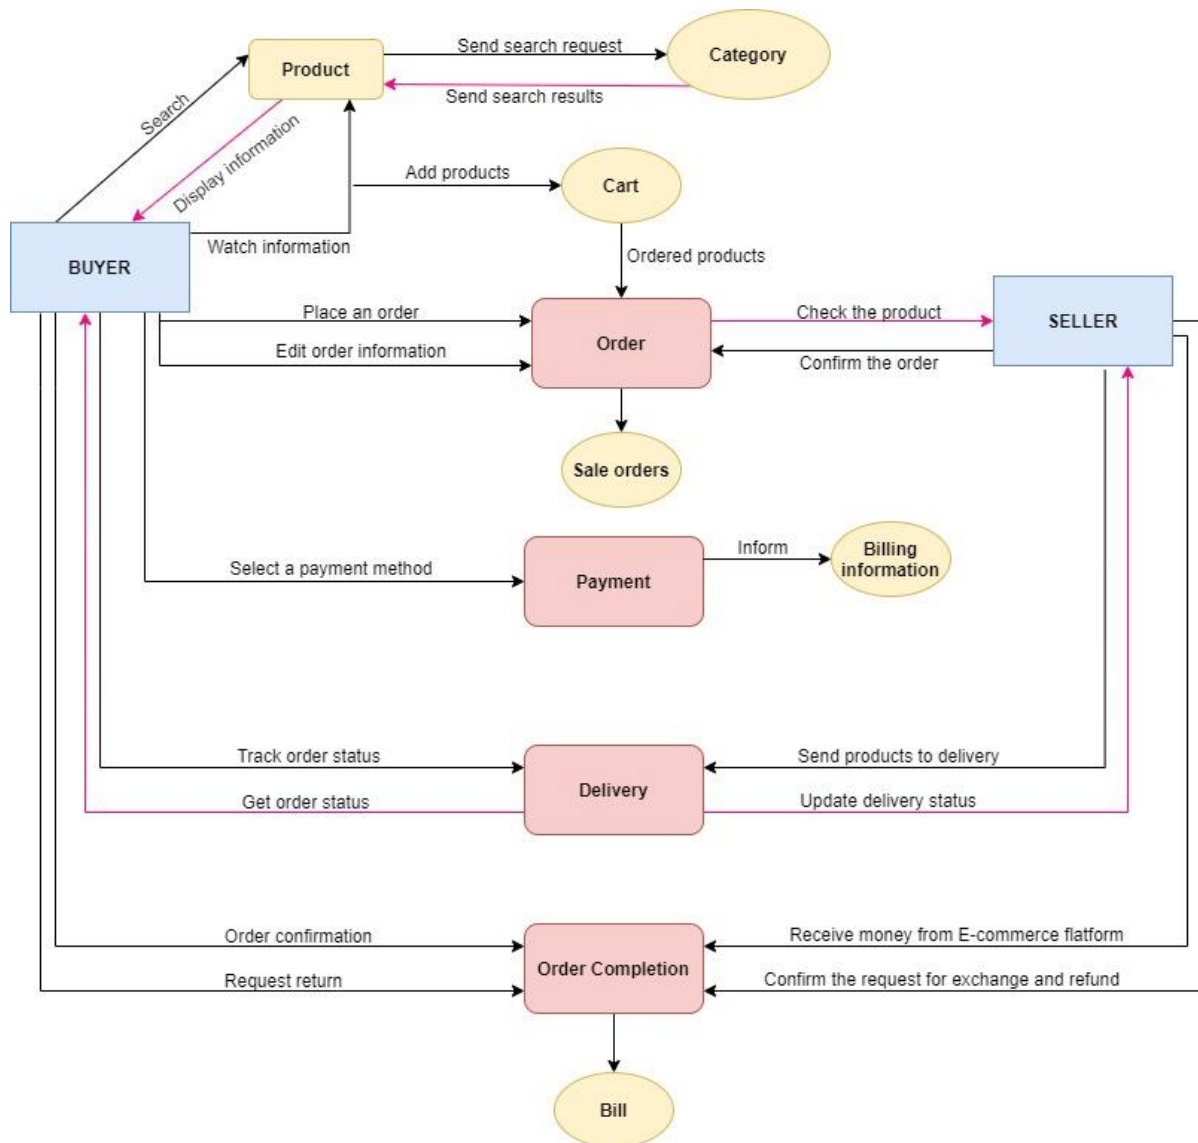 Send search request
Category
Product
Send search results
Search
Display information
Add products
Cart
Watch information
BUYER
Ordered products
SELLER
Place an order
Check the product
Order
Edit order information
Confirm the order
Sale orders
Inform
Billing
information
Select a payment method
Payment
Track order status
Send products to delivery
Delivery
Get order status
Update delivery status
Order confirmation
Receive money from E-commerce flatform
Order Completion
Request return
Confirm the request for exchange and refund
Bill